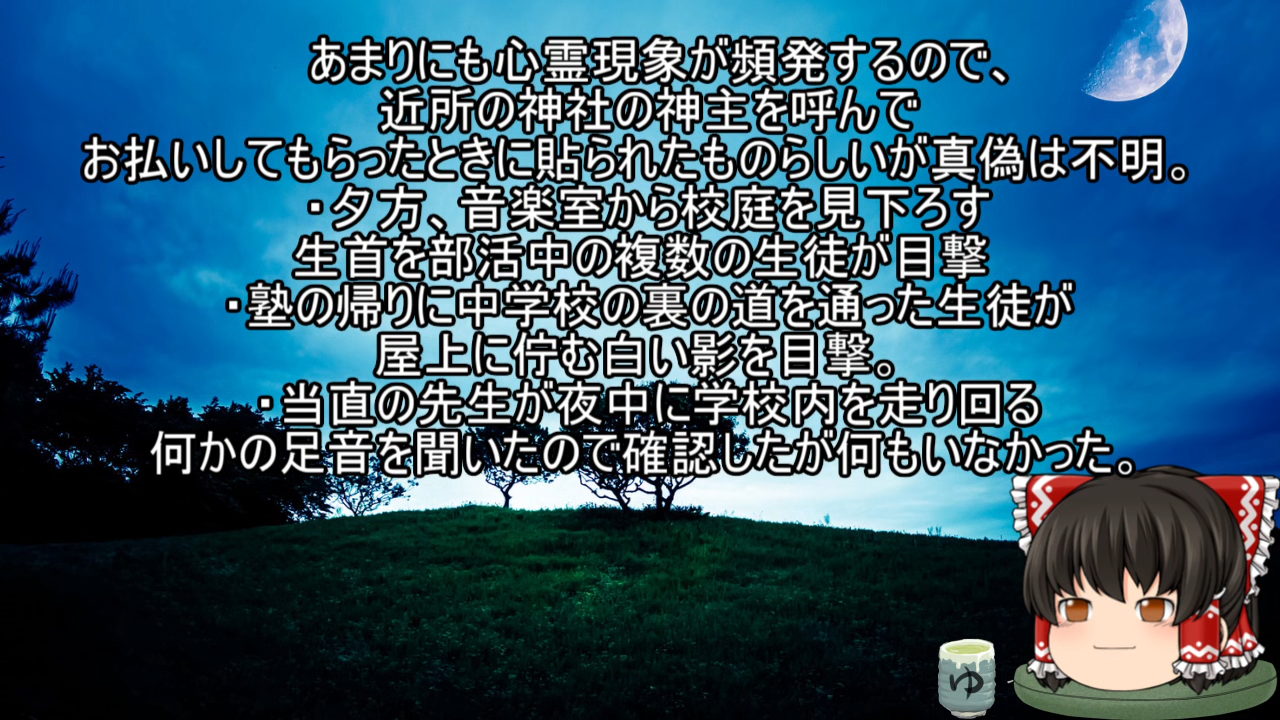 あまりにも心霊現象が頻発するので、
近所の神社の神主を呼んで
お払いしてもらったときに貼られたものらしいが真偽は不明。
・夕方、音楽室から校庭を見下ろす
生首を部活中の複数の生徒が目撃
・塾の帰りに中学校の裏の道を通った生徒が
屋上に佇む白い影を目撃。
・当直の先生が夜中に学校内を走り回る
何かの足音を聞いたので確認したが何もいなかった。
ゆ